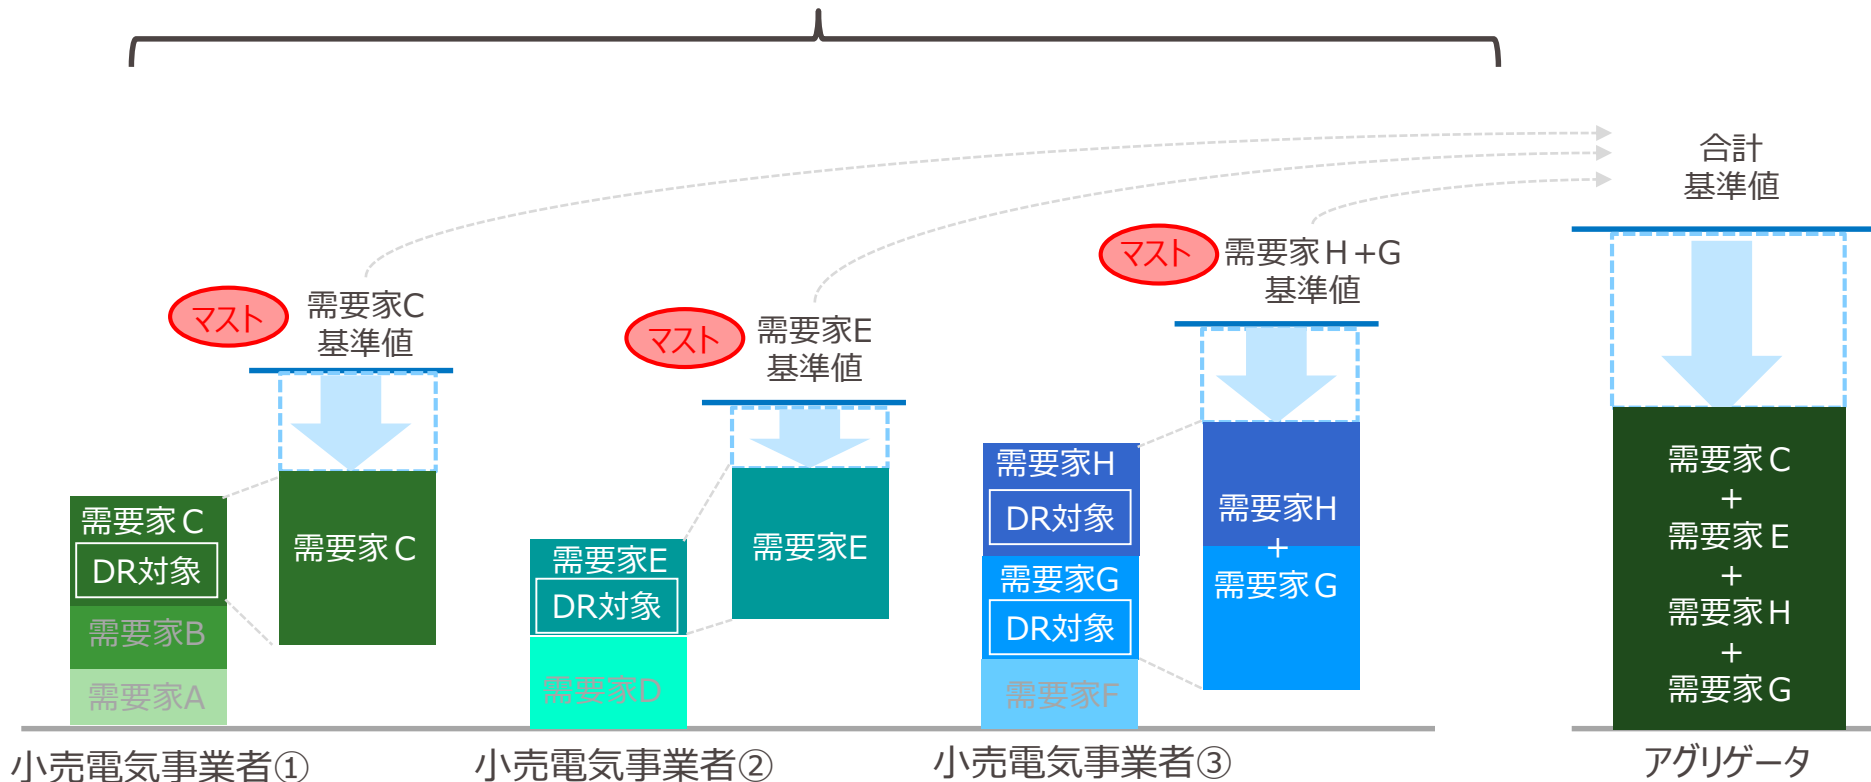 合計
基準値
マスト
需要家C
基準値
マスト
需要家E
基準値
マスト
需要家H+G
基準値
需要家C
DR対象
需要家B
需要家A
需要家C
小売電気事業者①
需要家E
DR対象
需要家D
需要家E
小売電気事業者②
需要家H
DR対象
需要家G
DR対象
需要家F
需要家H
+
需要家G
小売電気事業者③
需要家C
+
需要家E
+
需要家H
+
需要家G
アグリゲータ